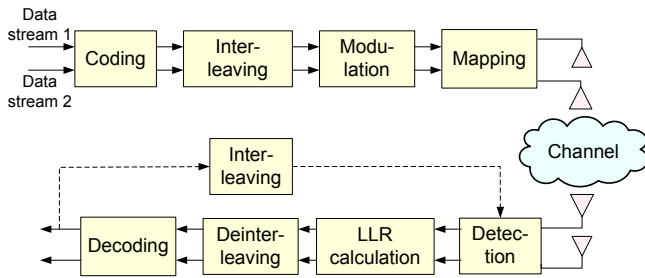 Data
stream 1
Data
stream 2
Coding
Inter-
leaving
Modu-
lation
Mapping
Channel
Inter-
leaving
Decoding
Deinter-
leaving
LLR
calculation
Detec-
tion